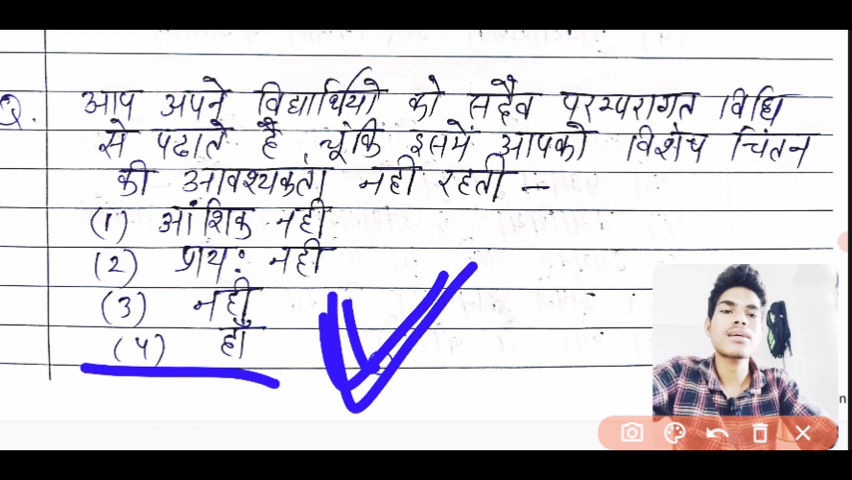 Q. आप अपने विद्यार्थियो को सदैव परम्परागत विधि
से पढाते है, चूंकि इसमें आपको विशेष चिंतन
की आवश्यकता नही रहती -
(1) आंशिक नही
(2) प्राय: नही
(3) नही
(4) हाँ